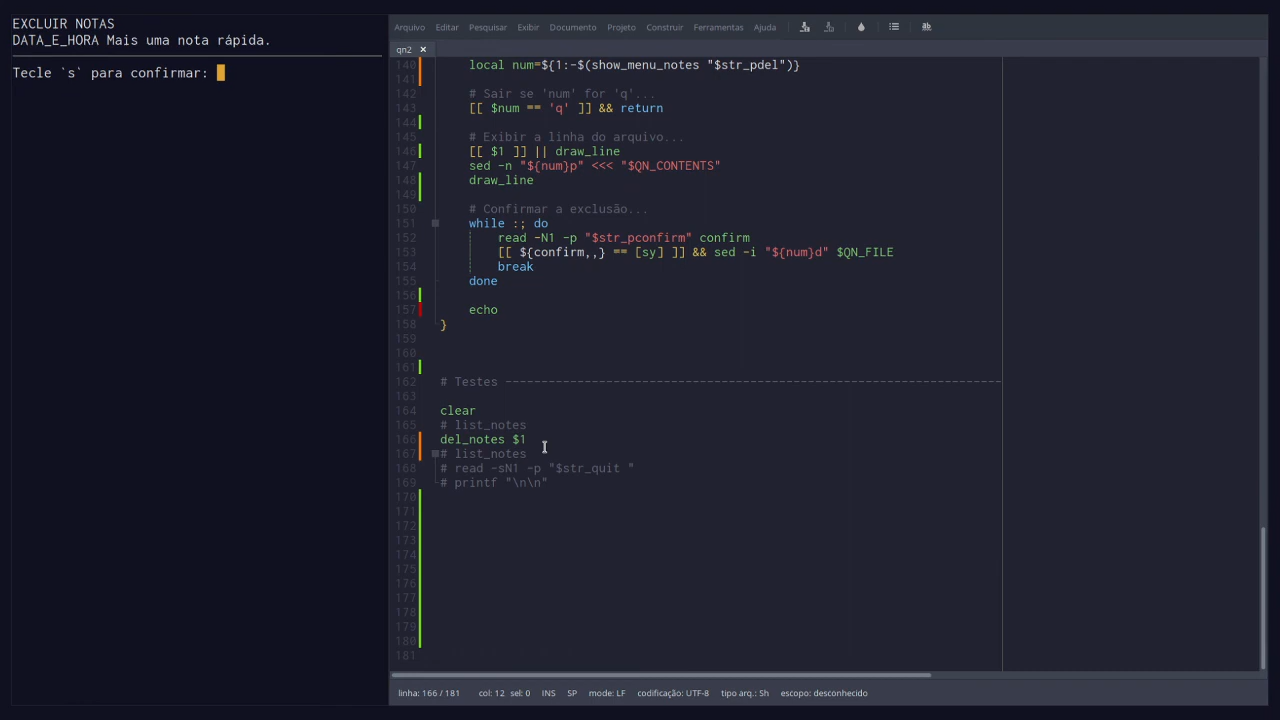 EXCLUIR NOTAS
DATA_E_HORA Mais uma nota rápida.
Tecle `s` para confirmar:
Arquivo Editar Pesquisar Exibir Documento Projeto Construir Ferramentas Ajuda
qn2 ×
140 local num=${1:-$(show_menu_notes "$str_pdel")}
141
142 # Sair se 'num' for 'q'...
143 [[ $num == 'q' ]] && return
144
145 # Exibir a linha do arquivo...
146 [[ $1 ]] || draw_line
147 sed -n "${num}p" <<< "$QN_CONTENTS"
148 draw_line
149
150 # Confirmar a exclusão...
151 while :; do
152 read -N1 -p "$str_pconfirm" confirm
153 [[ ${confirm,,} == [sy] ]] && sed -i "${num}d" $QN_FILE
154 break
155 done
156
157 echo
158 }
159
160
161
162 # Testes ---------------------------------------------------------------------
163
164 clear
165 # list_notes
166 del_notes $1
167 # list_notes
168 # read -sN1 -p "$str_quit "
169 # printf "\n\n"
170
171
172
173
174
175
176
177
178
179
180
181
linha: 166 / 181 col: 12 sel: 0 INS SP mode: LF codificação: UTF-8 tipo arq.: Sh escopo: desconhecido